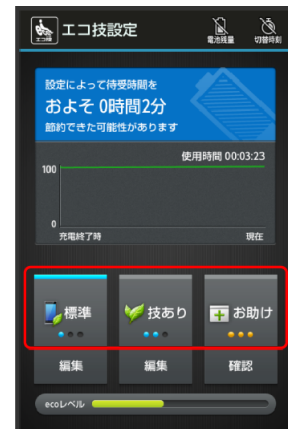 エコ技設定
電池残量
切替時刻
設定によって待受時間を
およそ 0時間2分
節約できた可能性があります
使用時間 00:03:23
100
0
充電終了時
現在
標準
技あり
お助け
編集
編集
確認
ecoレベル